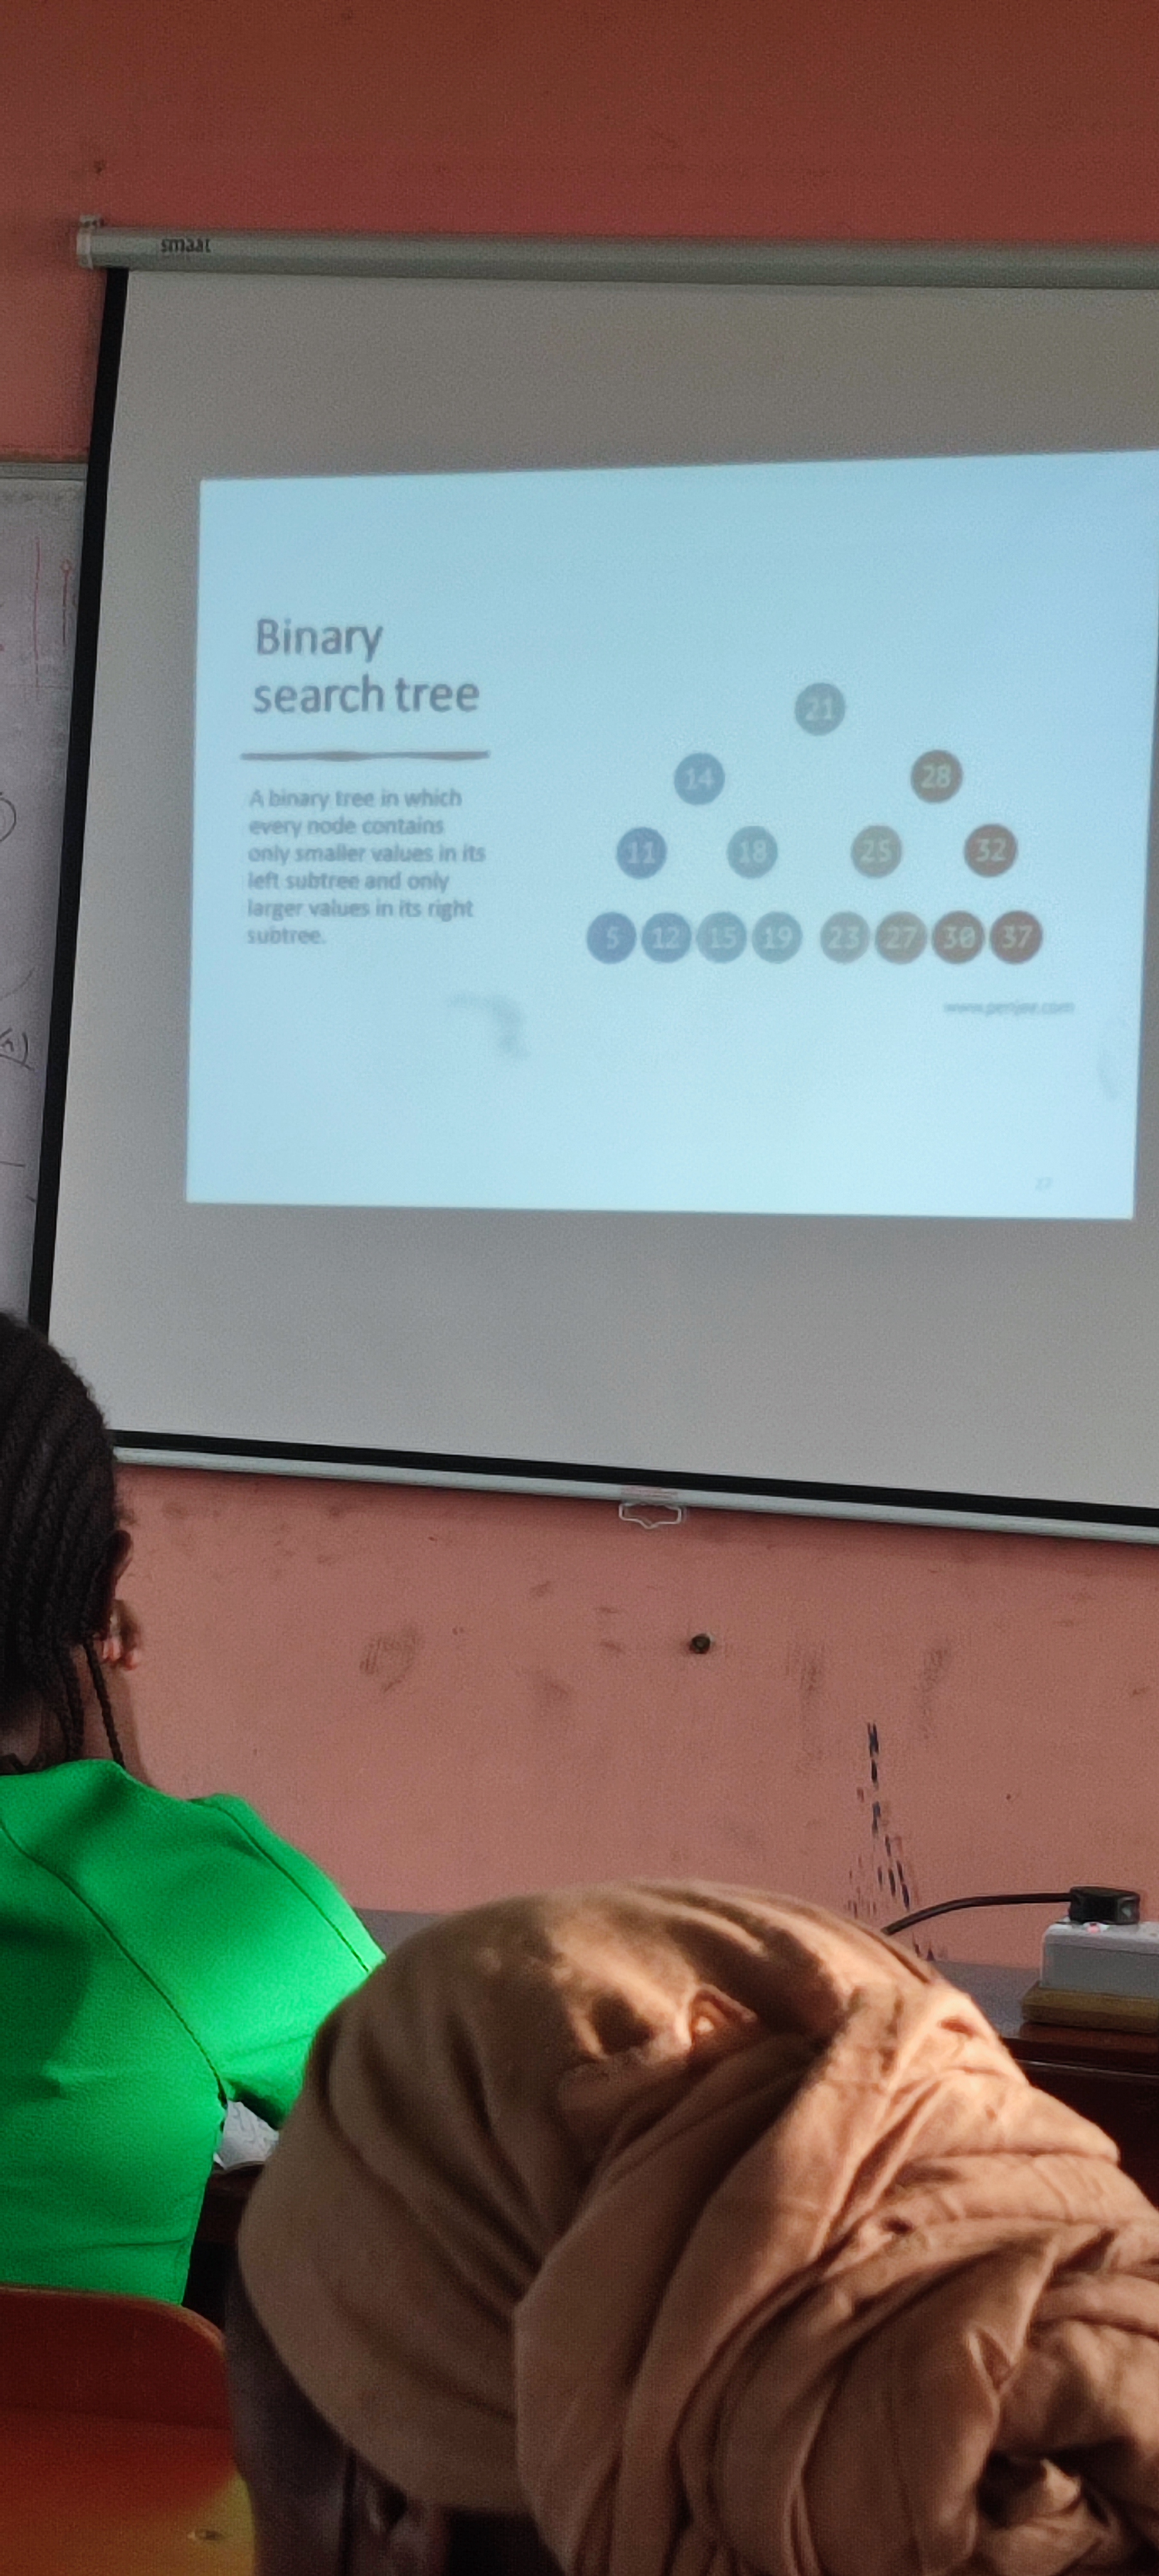 smaat
Binary
search tree
A binary tree in which
every node contains
only smaller values in its
left subtree and only
larger values in its right
subtree.
21
14 28
11 18 25 32
5 12 15 19 23 27 30 37
www.penjee.com